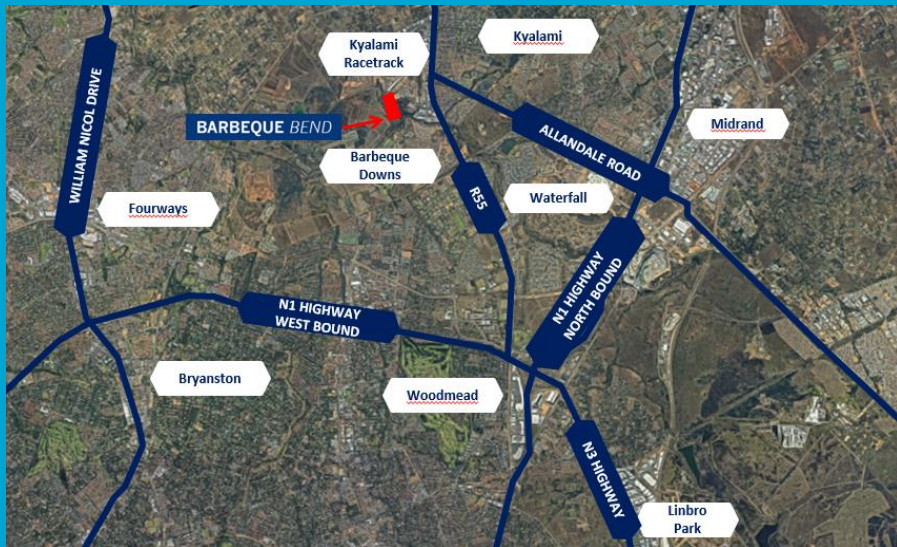 Kyalami
Racetrack
Kyalami
WILLIAM NICOL DRIVE
BARBEQUE BEND
Midrand
ALLANDALE ROAD
Barbeque
Downs
R55
Waterfall
Fourways
N1 HIGHWAY
NORTH BOUND
N1 HIGHWAY
WEST BOUND
Bryanston
Woodmead
N3 HIGHWAY
Linbro
Park